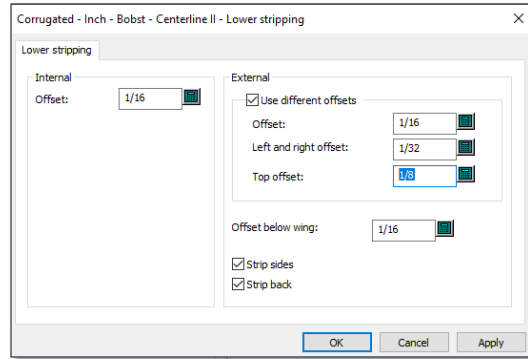 Corrugated - Inch - Bobst - Centerline II - Lower stripping
Lower stripping
Internal
Offset: 1/16
External
Use different offsets
Offset: 1/16
Left and right offset: 1/32
Top offset: 1/8
Offset below wing: 1/16
Strip sides
Strip back
OK Cancel Apply